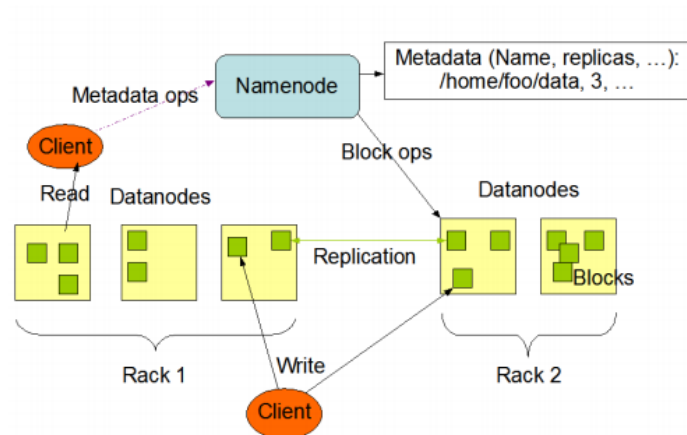 Metadata (Name, replicas, …):
/home/foo/data, 3, …
Namenode
Metadata ops
Client
Block ops
Read
Datanodes
Datanodes
Replication
Blocks
Rack 1
Write
Rack 2
Client